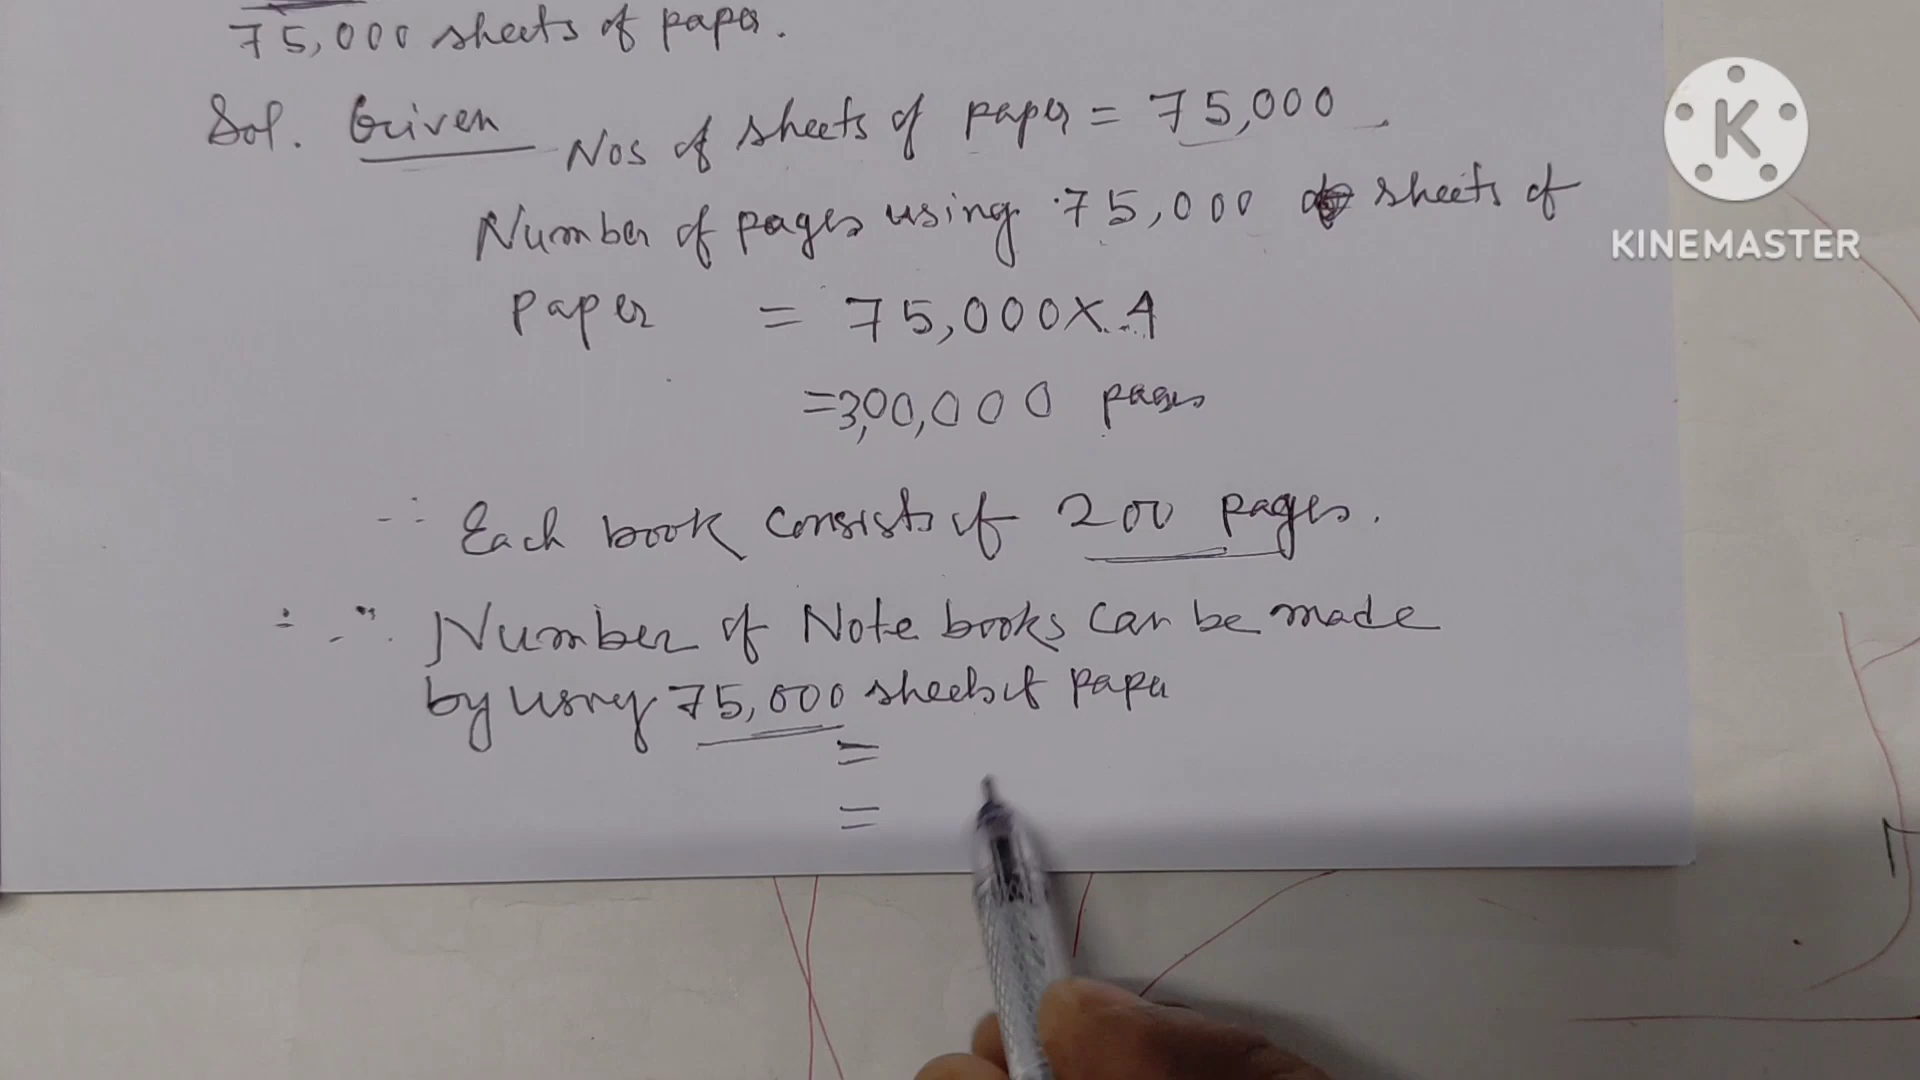 75,000 sheets of paper.
Sol. Given Nos of sheets of paper = 75,000.
Number of pages using 75,000 sheets of
paper = 75,000 X 4
= 3,00,000 pages
∵ Each book consists of 200 pages.
∴ Number of Note books can be made
by using 75,000 sheets of paper
=
=
K
KINEMASTER